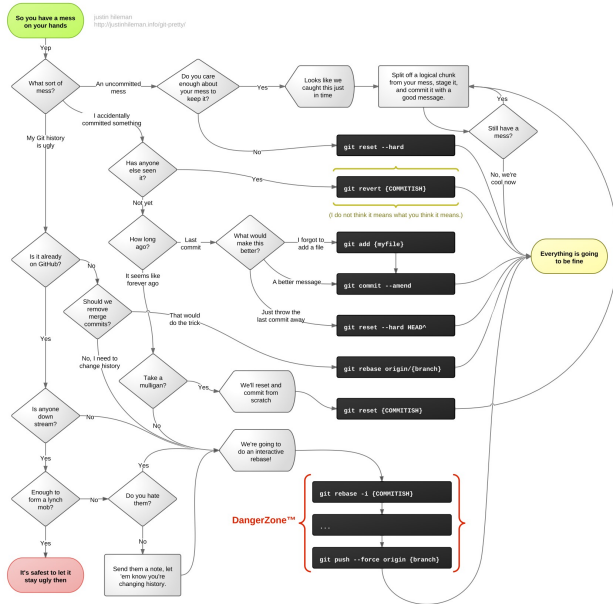 So you have a mess
on your hands
justin hileman
http://justinhileman.info/git-pretty/
Yup
What sort of
mess?
An uncommitted
mess
Do you care
enough about
your mess to
keep it?
Yes
Looks like we
caught this just
in time
Split off a logical chunk
from your mess, stage it,
and commit it with a
good message.
Yes
Still have a
mess?
No, we're
cool now
I accidentally
committed something
My Git history
is ugly
No
git reset --hard
Has anyone
else seen
it?
Yes
git revert {COMMITISH}
(I do not think it means what you think it means.)
Not yet
How long
ago?
Last
commit
What would
make this
better?
I forgot to
add a file
git add {myfile}
Everything is going
to be fine
Is it already
on GitHub?
No
It seems like
forever ago
A better message
git commit --amend
Should we
remove
merge
commits?
That would
do the trick
Just throw the
last commit away
git reset --hard HEAD^
Yes
No, I need to
change history
git rebase origin/{branch}
Take a
mulligan?
Yes
We'll reset and
commit from
scratch
git reset {COMMITISH}
Is anyone
down
stream?
No
No
We're going to
do an interactive
rebase!
Yes
Yes
Enough to
form a lynch
mob?
No
Do you hate
them?
git rebase -i {COMMITISH}
DangerZone™
...
Yes
No
git push --force origin {branch}
It's safest to let it
stay ugly then
Send them a note, let
'em know you're
changing history.